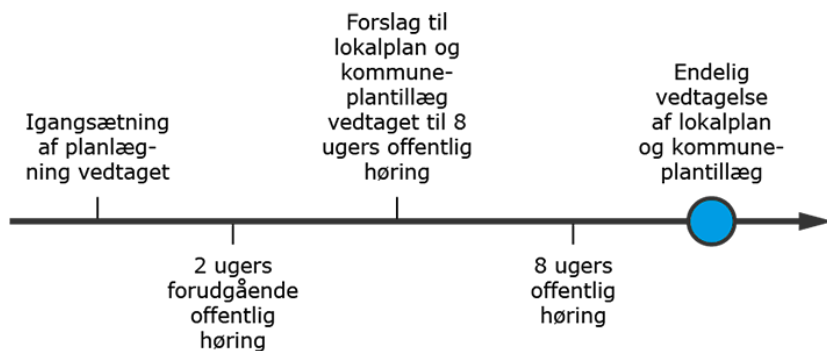 Igangsætning
af planlæg-
ning vedtaget
2 ugers
forudgående
offentlig
høring
Forslag til
lokalplan og
kommune-
plantillæg
vedtaget til 8
ugers offentlig
høring
8 ugers
offentlig
høring
Endelig
vedtagelse
af lokalplan
og kommune-
plantillæg